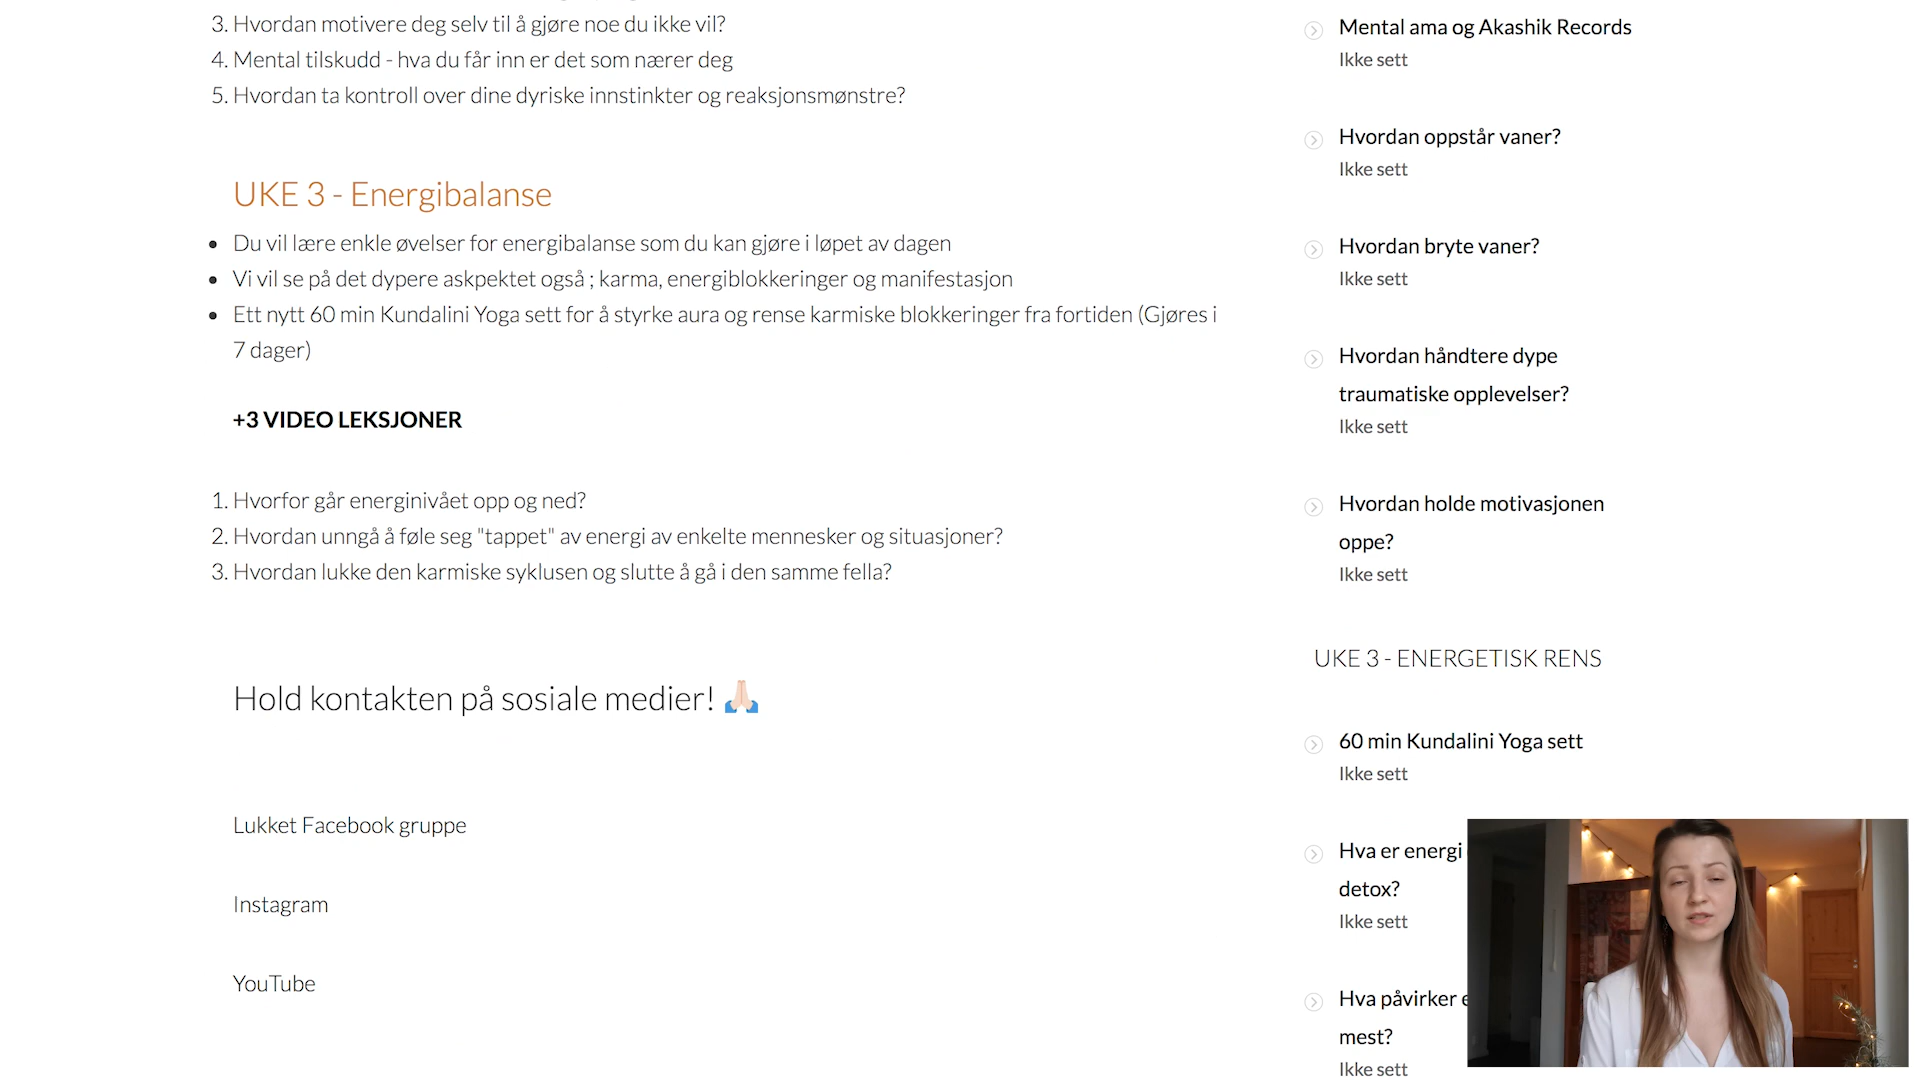 3. Hvordan motivere deg selv til å gjøre noe du ikke vil?
4. Mental tilskudd - hva du får inn er det som nærer deg
5. Hvordan ta kontroll over dine dyriske innstinkter og reaksjonsmønstre?
UKE 3 - Energibalanse
• Du vil lære enkle øvelser for energibalanse som du kan gjøre i løpet av dagen
• Vi vil se på det dypere askpektet også ; karma, energiblokkeringer og manifestasjon
• Ett nytt 60 min Kundalini Yoga sett for å styrke aura og rense karmiske blokkeringer fra fortiden (Gjøres i
7 dager)
+3 VIDEO LEKSJONER
1. Hvorfor går energinivået opp og ned?
2. Hvordan unngå å føle seg "tappet" av energi av enkelte mennesker og situasjoner?
3. Hvordan lukke den karmiske syklusen og slutte å gå i den samme fella?
Hold kontakten på sosiale medier! 🙏🏻
Lukket Facebook gruppe
Instagram
YouTube
Mental ama og Akashik Records
Ikke sett
Hvordan oppstår vaner?
Ikke sett
Hvordan bryte vaner?
Ikke sett
Hvordan håndtere dype
traumatiske opplevelser?
Ikke sett
Hvordan holde motivasjonen
oppe?
Ikke sett
UKE 3 - ENERGETISK RENS
60 min Kundalini Yoga sett
Ikke sett
Hva er energi
detox?
Ikke sett
Hva påvirker
mest?
Ikke sett